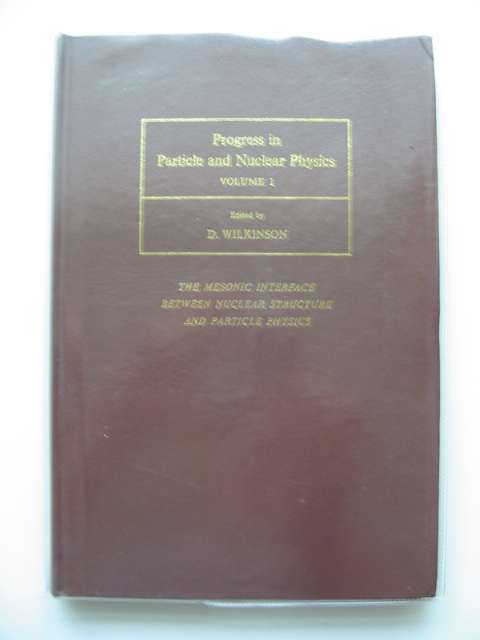 Progress in
Particle and Nuclear Physics
VOLUME 1
Edited by
D. WILKINSON
THE MESONIC INTERFACE
BETWEEN NUCLEAR STRUCTURE
AND PARTICLE PHYSICS